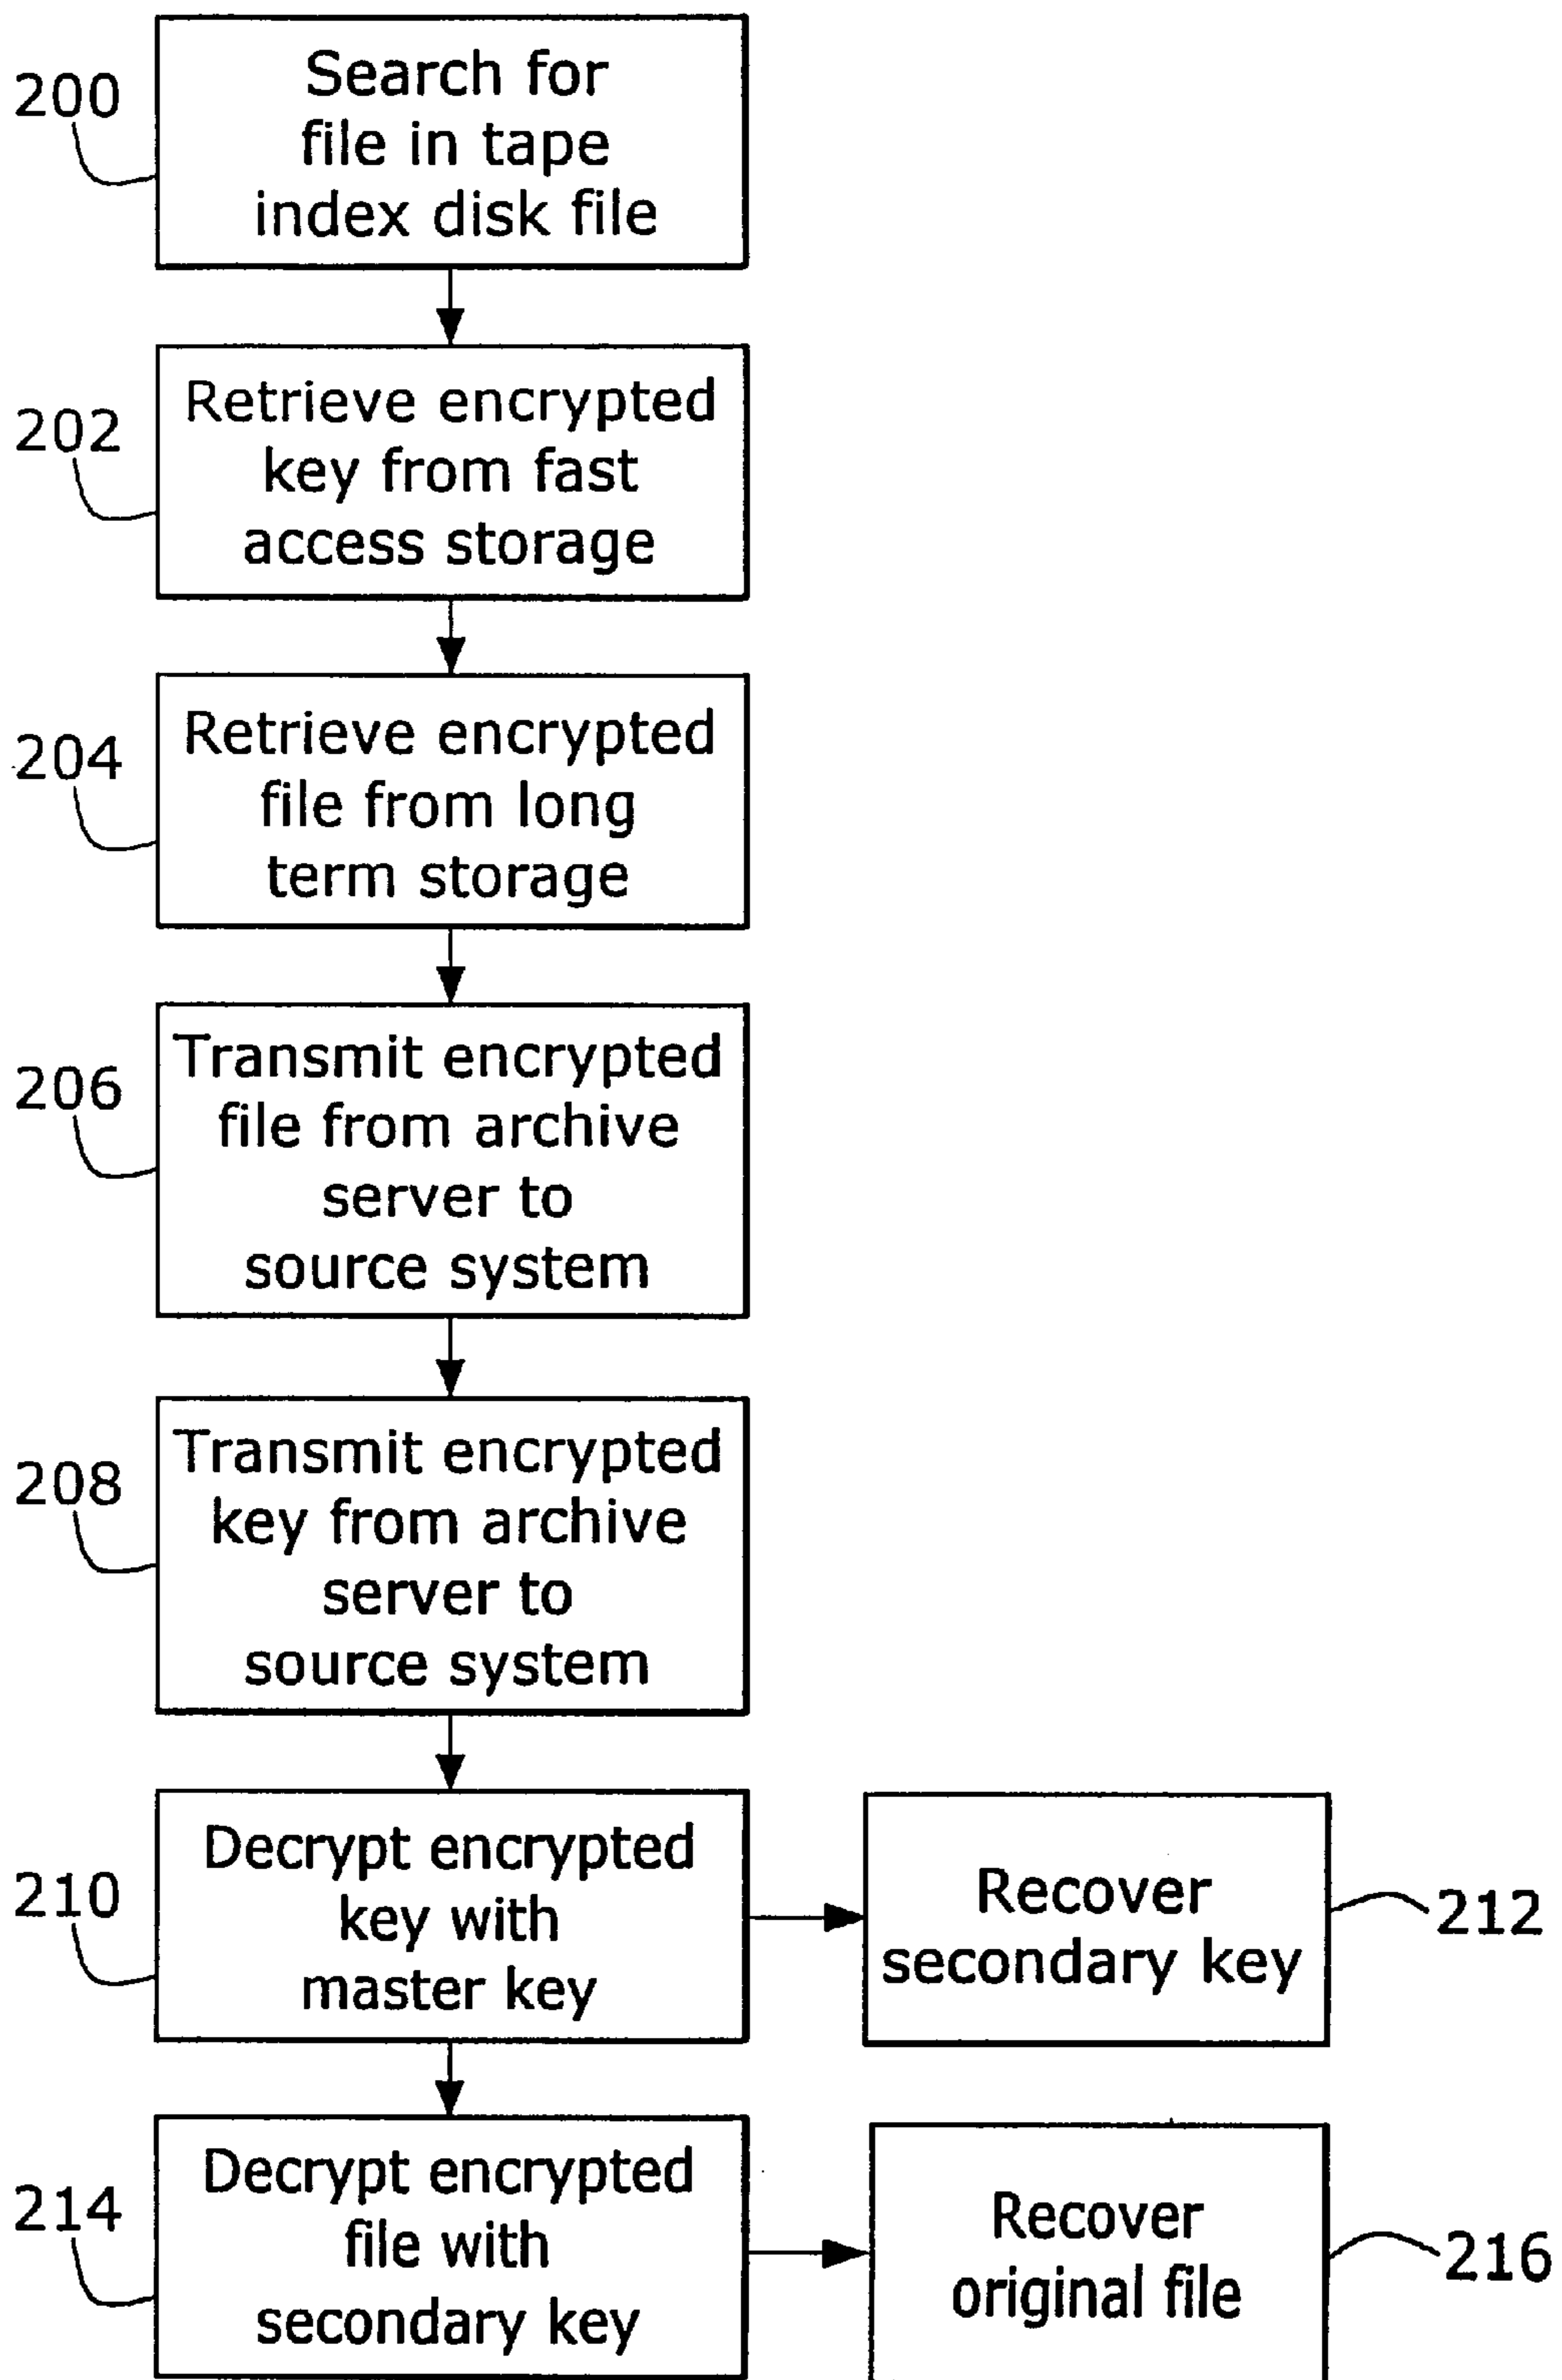 200
Search for
file in tape
index disk file
202
Retrieve encrypted
key from fast
access storage
204
Retrieve encrypted
file from long
term storage
206
Transmit encrypted
file from archive
server to
source system
208
Transmit encrypted
key from archive
server to
source system
210
Decrypt encrypted
key with
master key
Recover
secondary key
212
214
Decrypt encrypted
file with
secondary key
Recover
original file
216